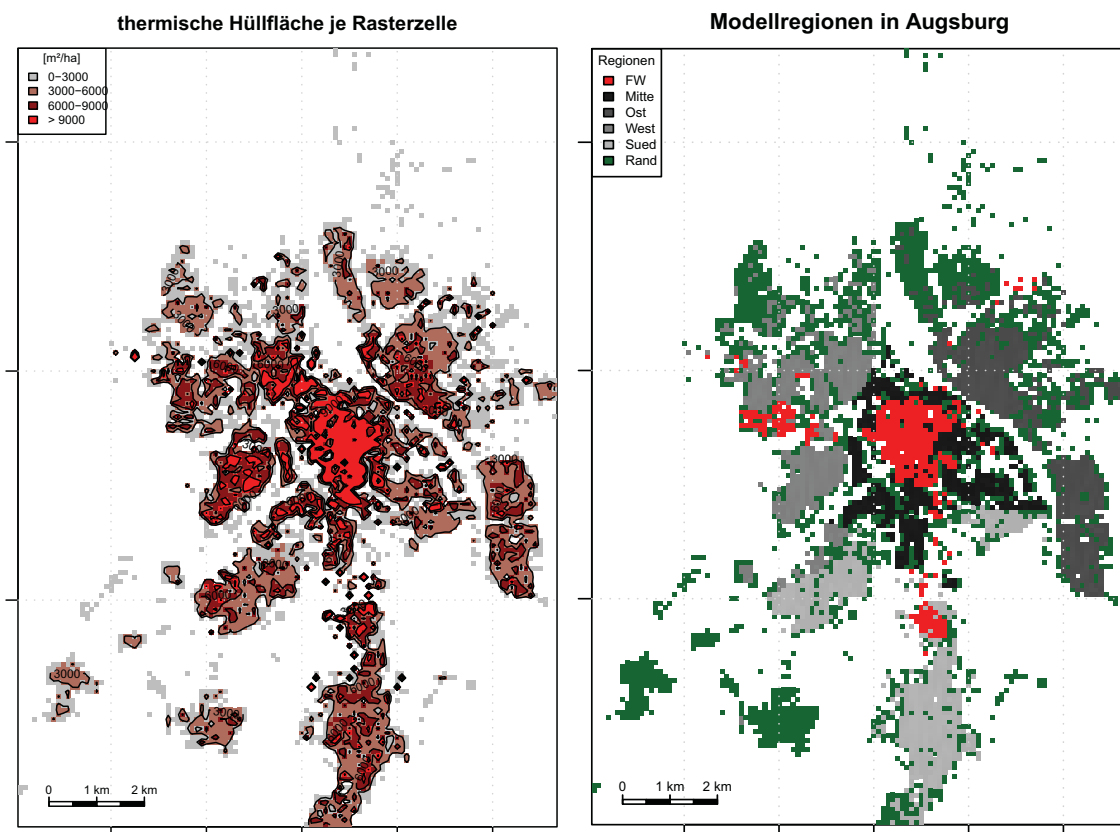 thermische Hüllfläche je Rasterzelle
[m²/ha]
0−3000
3000−6000
6000−9000
> 9000
3000
3000
3000
3000
3000
3000
0 1 km 2 km
Modellregionen in Augsburg
Regionen
FW
Mitte
Ost
West
Sued
Rand
0 1 km 2 km